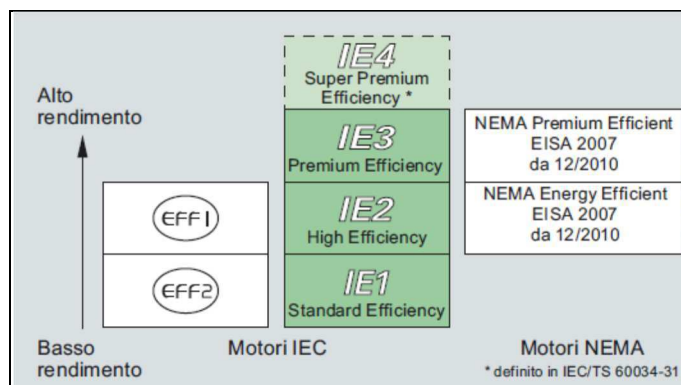 IE4
Super Premium
Efficiency *
Alto
rendimento
IE3
Premium Efficiency
NEMA Premium Efficient
EISA 2007
da 12/2010
EFF1
IE2
High Efficiency
NEMA Energy Efficient
EISA 2007
da 12/2010
EFF2
IE1
Standard Efficiency
Basso
rendimento
Motori IEC
Motori NEMA
* definito in IEC/TS 60034-31